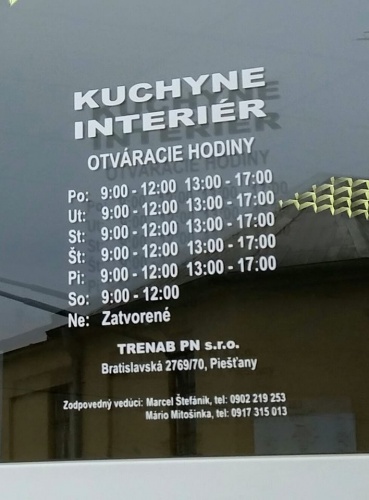 KUCHYNE
INTERIÉR
OTVÁRACIE HODINY
Po: 9:00 - 12:00 13:00 - 17:00
Ut: 9:00 - 12:00 13:00 - 17:00
St: 9:00 - 12:00 13:00 - 17:00
Št: 9:00 - 12:00 13:00 - 17:00
Pi: 9:00 - 12:00 13:00 - 17:00
So: 9:00 - 12:00
Ne: Zatvorené
TRENAB PN s.r.o.
Bratislavská 2769/70, Piešťany
Zodpovedný vedúci: Marcel Štefánik, tel: 0902 219 253
Mário Mitošinka, tel: 0917 315 013